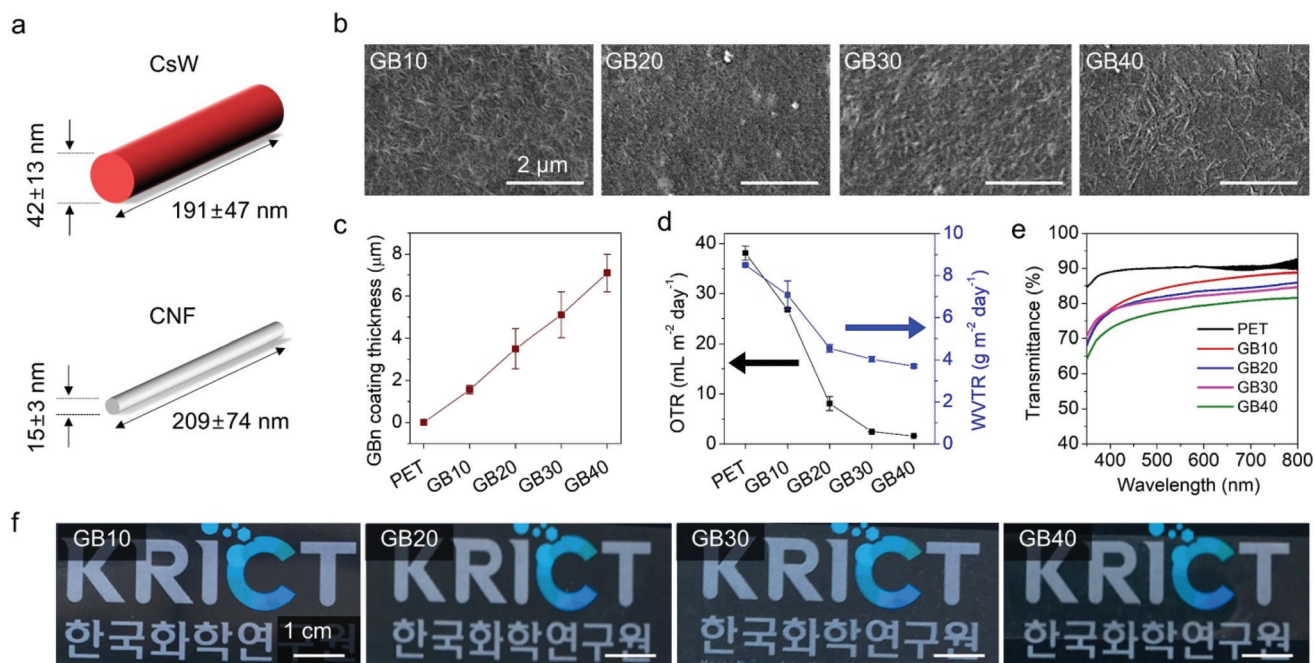 a
CsW
42±13 nm
191±47 nm
CNF
15±3 nm
209±74 nm
b
GB10
GB20
GB30
GB40
2 μm
c
GBn coating thickness (μm)
8
6
4
2
0
PET
GB10
GB20
GB30
GB40
d
OTR (mL m⁻² day⁻¹)
40
30
20
10
0
WVTR (g m⁻² day⁻¹)
10
8
6
4
2
0
PET
GB10
GB20
GB30
GB40
e
Transmittance (%)
100
90
80
70
60
50
40
PET
GB10
GB20
GB30
GB40
400 500 600 700 800
Wavelength (nm)
f
GB10
KRICT
한국화학연구원
1 cm
GB20
KRICT
한국화학연구원
GB30
KRICT
한국화학연구원
GB40
KRICT
한국화학연구원